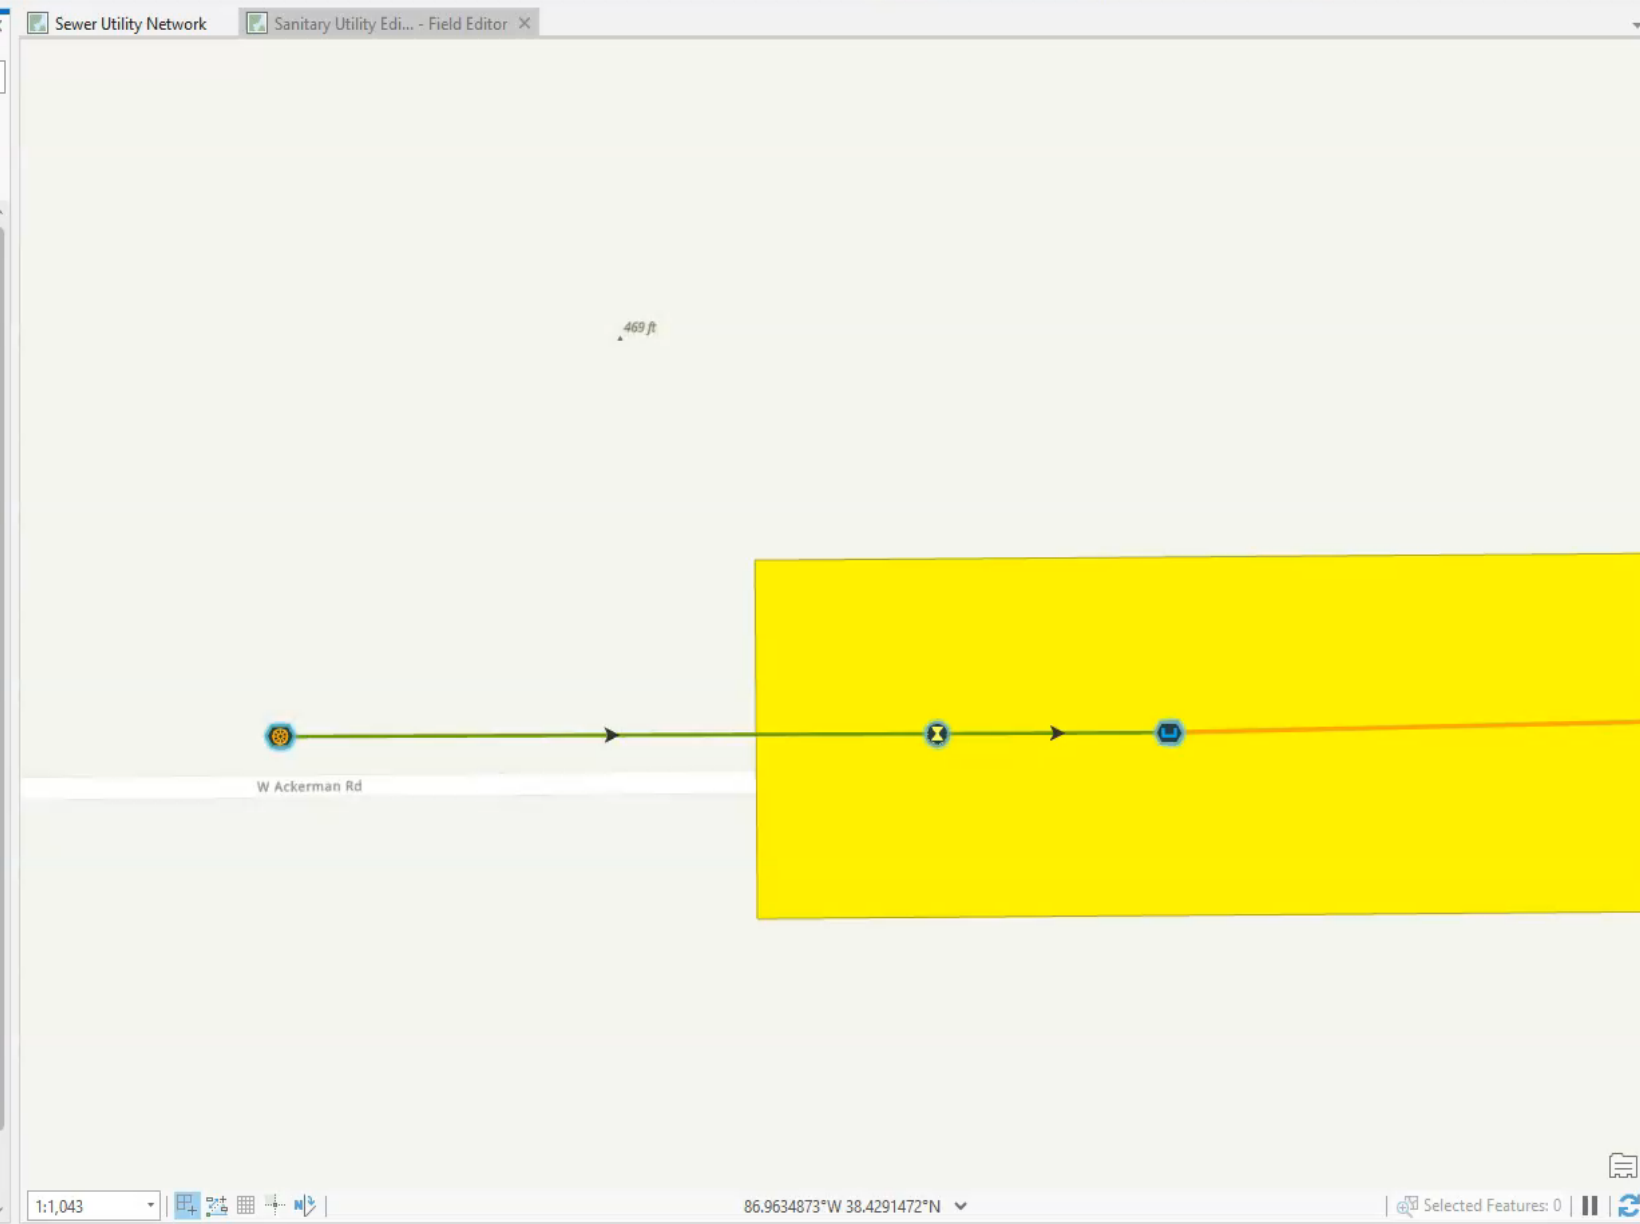 Sewer Utility Network
Sanitary Utility Edi... - Field Editor
469 ft
W Ackerman Rd
1:1,043
86.9634873°W 38.4291472°N
Selected Features: 0